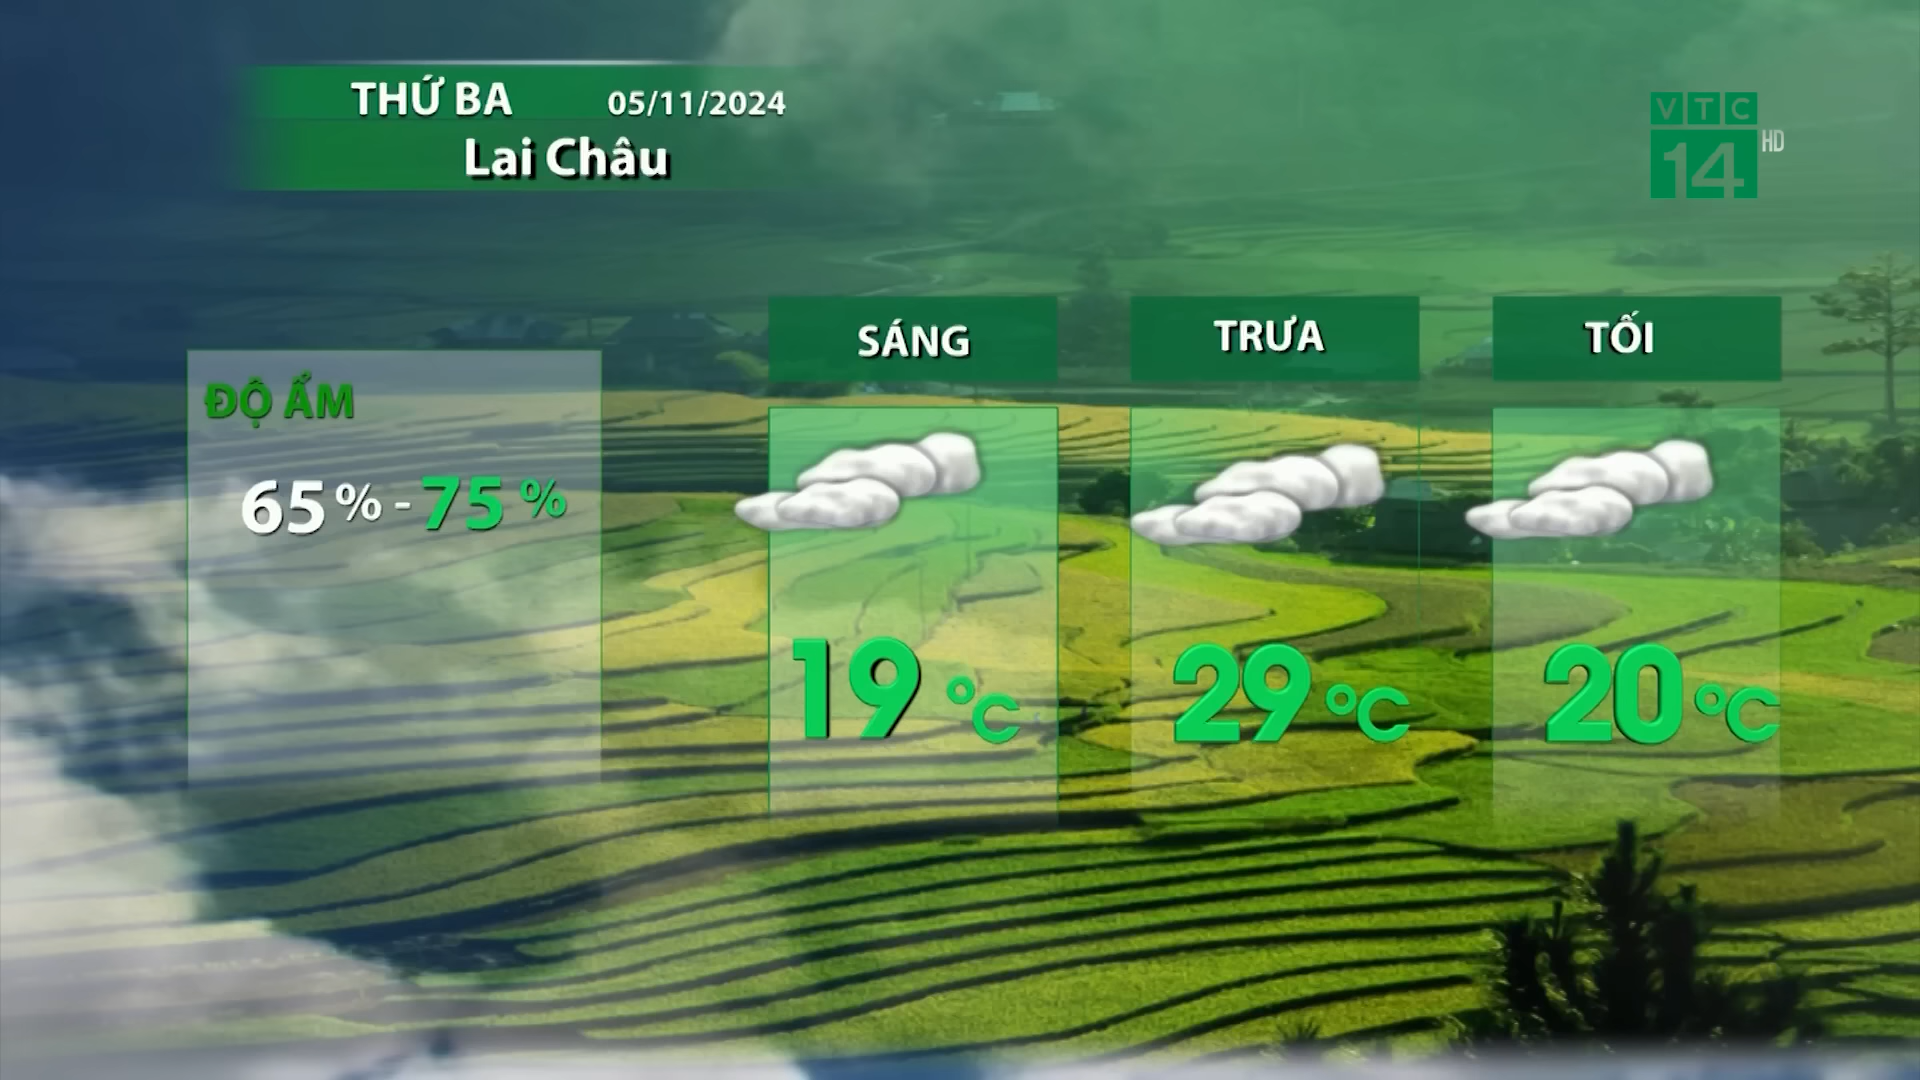 THỨ BA 05/11/2024
Lai Châu
VTC
14 HD
SÁNG TRƯA TỐI
ĐỘ ẨM
65% - 75%
19°C 29°C 20°C